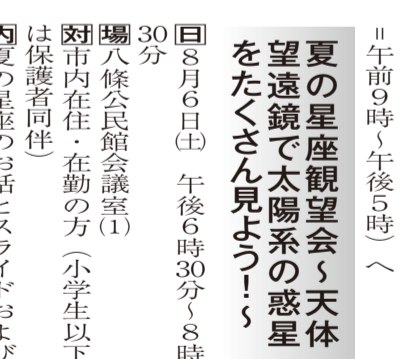 ＝午前9時〜午後5時）へ
夏の星座観望会〜天体
望遠鏡で太陽系の惑星
をたくさん見よう！〜
日8月6日㈯　午後6時30分〜8時
30分
場八條公民館会議室⑴
対市内在住・在勤の方（小学生以下
は保護者同伴）
内夏の星座のお話とスライドおよび